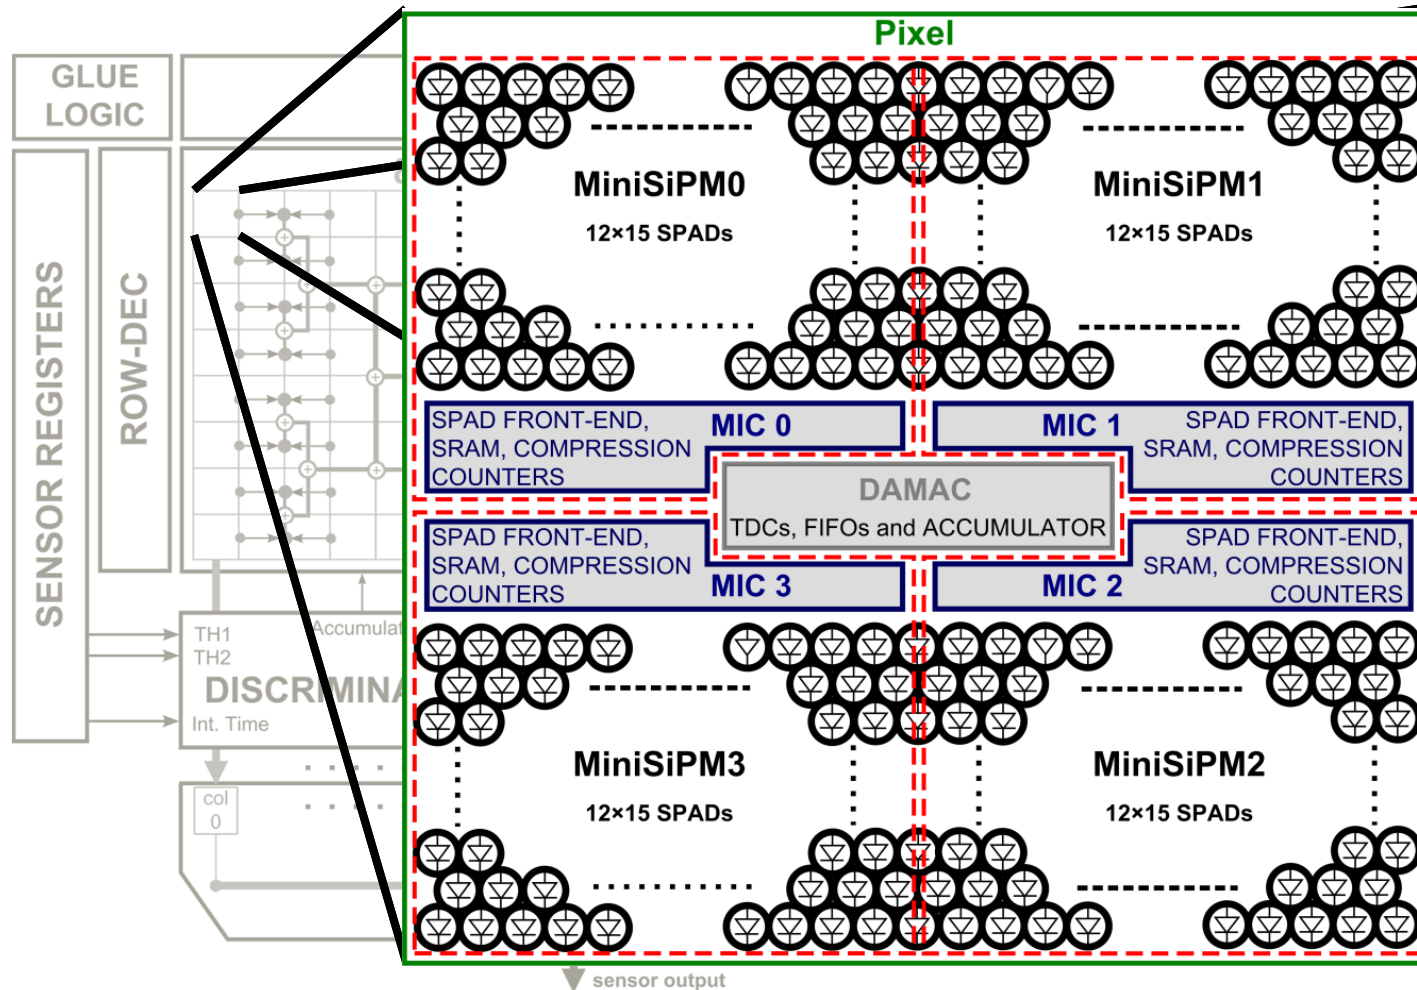 Pixel
GLUE
LOGIC
SENSOR REGISTERS
ROW-DEC
MiniSiPM0
12×15 SPADs
MiniSiPM1
12×15 SPADs
SPAD FRONT-END,
SRAM, COMPRESSION
COUNTERS
MIC 0
MIC 1
SPAD FRONT-END,
SRAM, COMPRESSION
COUNTERS
DAMAC
TDCs, FIFOs and ACCUMULATOR
SPAD FRONT-END,
SRAM, COMPRESSION
COUNTERS
MIC 3
MIC 2
SPAD FRONT-END,
SRAM, COMPRESSION
COUNTERS
TH1
TH2
Accumulat
DISCRIMINA
Int. Time
MiniSiPM3
12×15 SPADs
MiniSiPM2
12×15 SPADs
col
0
sensor output